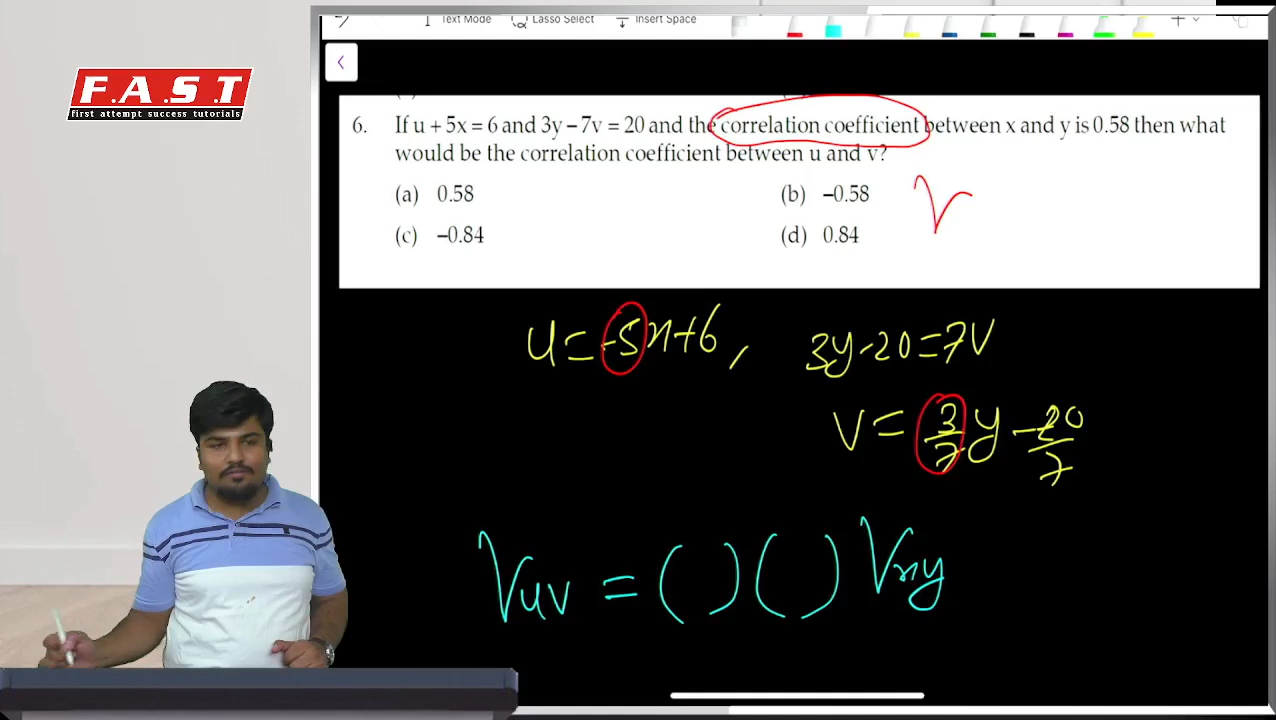 Text Mode Lasso Select Insert Space
F.A.S.T
first attempt success tutorials
6. If u + 5x = 6 and 3y – 7v = 20 and the correlation coefficient between x and y is 0.58 then what
would be the correlation coefficient between u and v?
(a) 0.58 (b) –0.58
(c) –0.84 (d) 0.84
r
u = -5x+6, 3y-20=7v
v = 3/7 y - 20/7
ruv = ( ) ( ) rxy